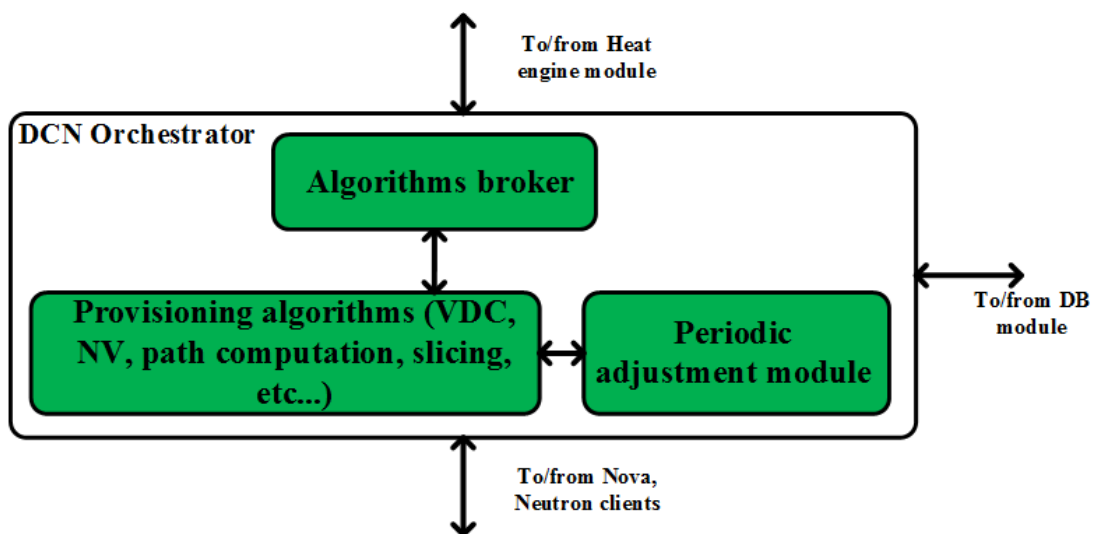 To/from Heat
engine module
DCN Orchestrator
Algorithms broker
Provisioning algorithms (VDC,
NV, path computation, slicing,
etc...)
Periodic
adjustment module
To/from DB
module
To/from Nova,
Neutron clients